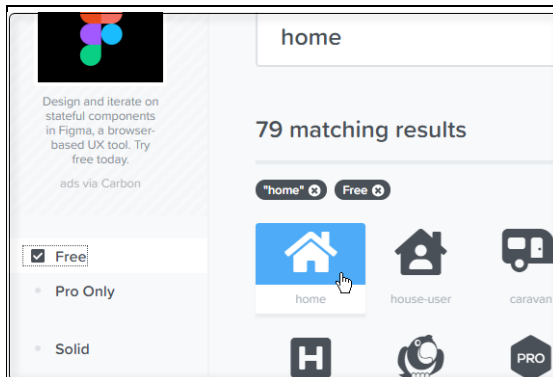 home
Design and iterate on
stateful components
in Figma, a browser-
based UX tool. Try
free today.
ads via Carbon
79 matching results
"home"
Free
Free
Pro Only
Solid
home
house-user
caravan
H
PRO